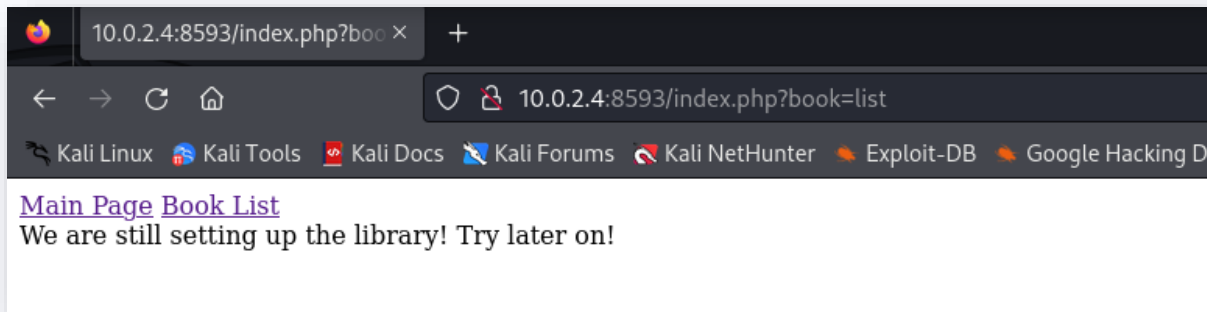 10.0.2.4:8593/index.php?boo
10.0.2.4:8593/index.php?book=list
Kali Linux Kali Tools Kali Docs Kali Forums Kali NetHunter Exploit-DB Google Hacking D
Main Page Book List
We are still setting up the library! Try later on!